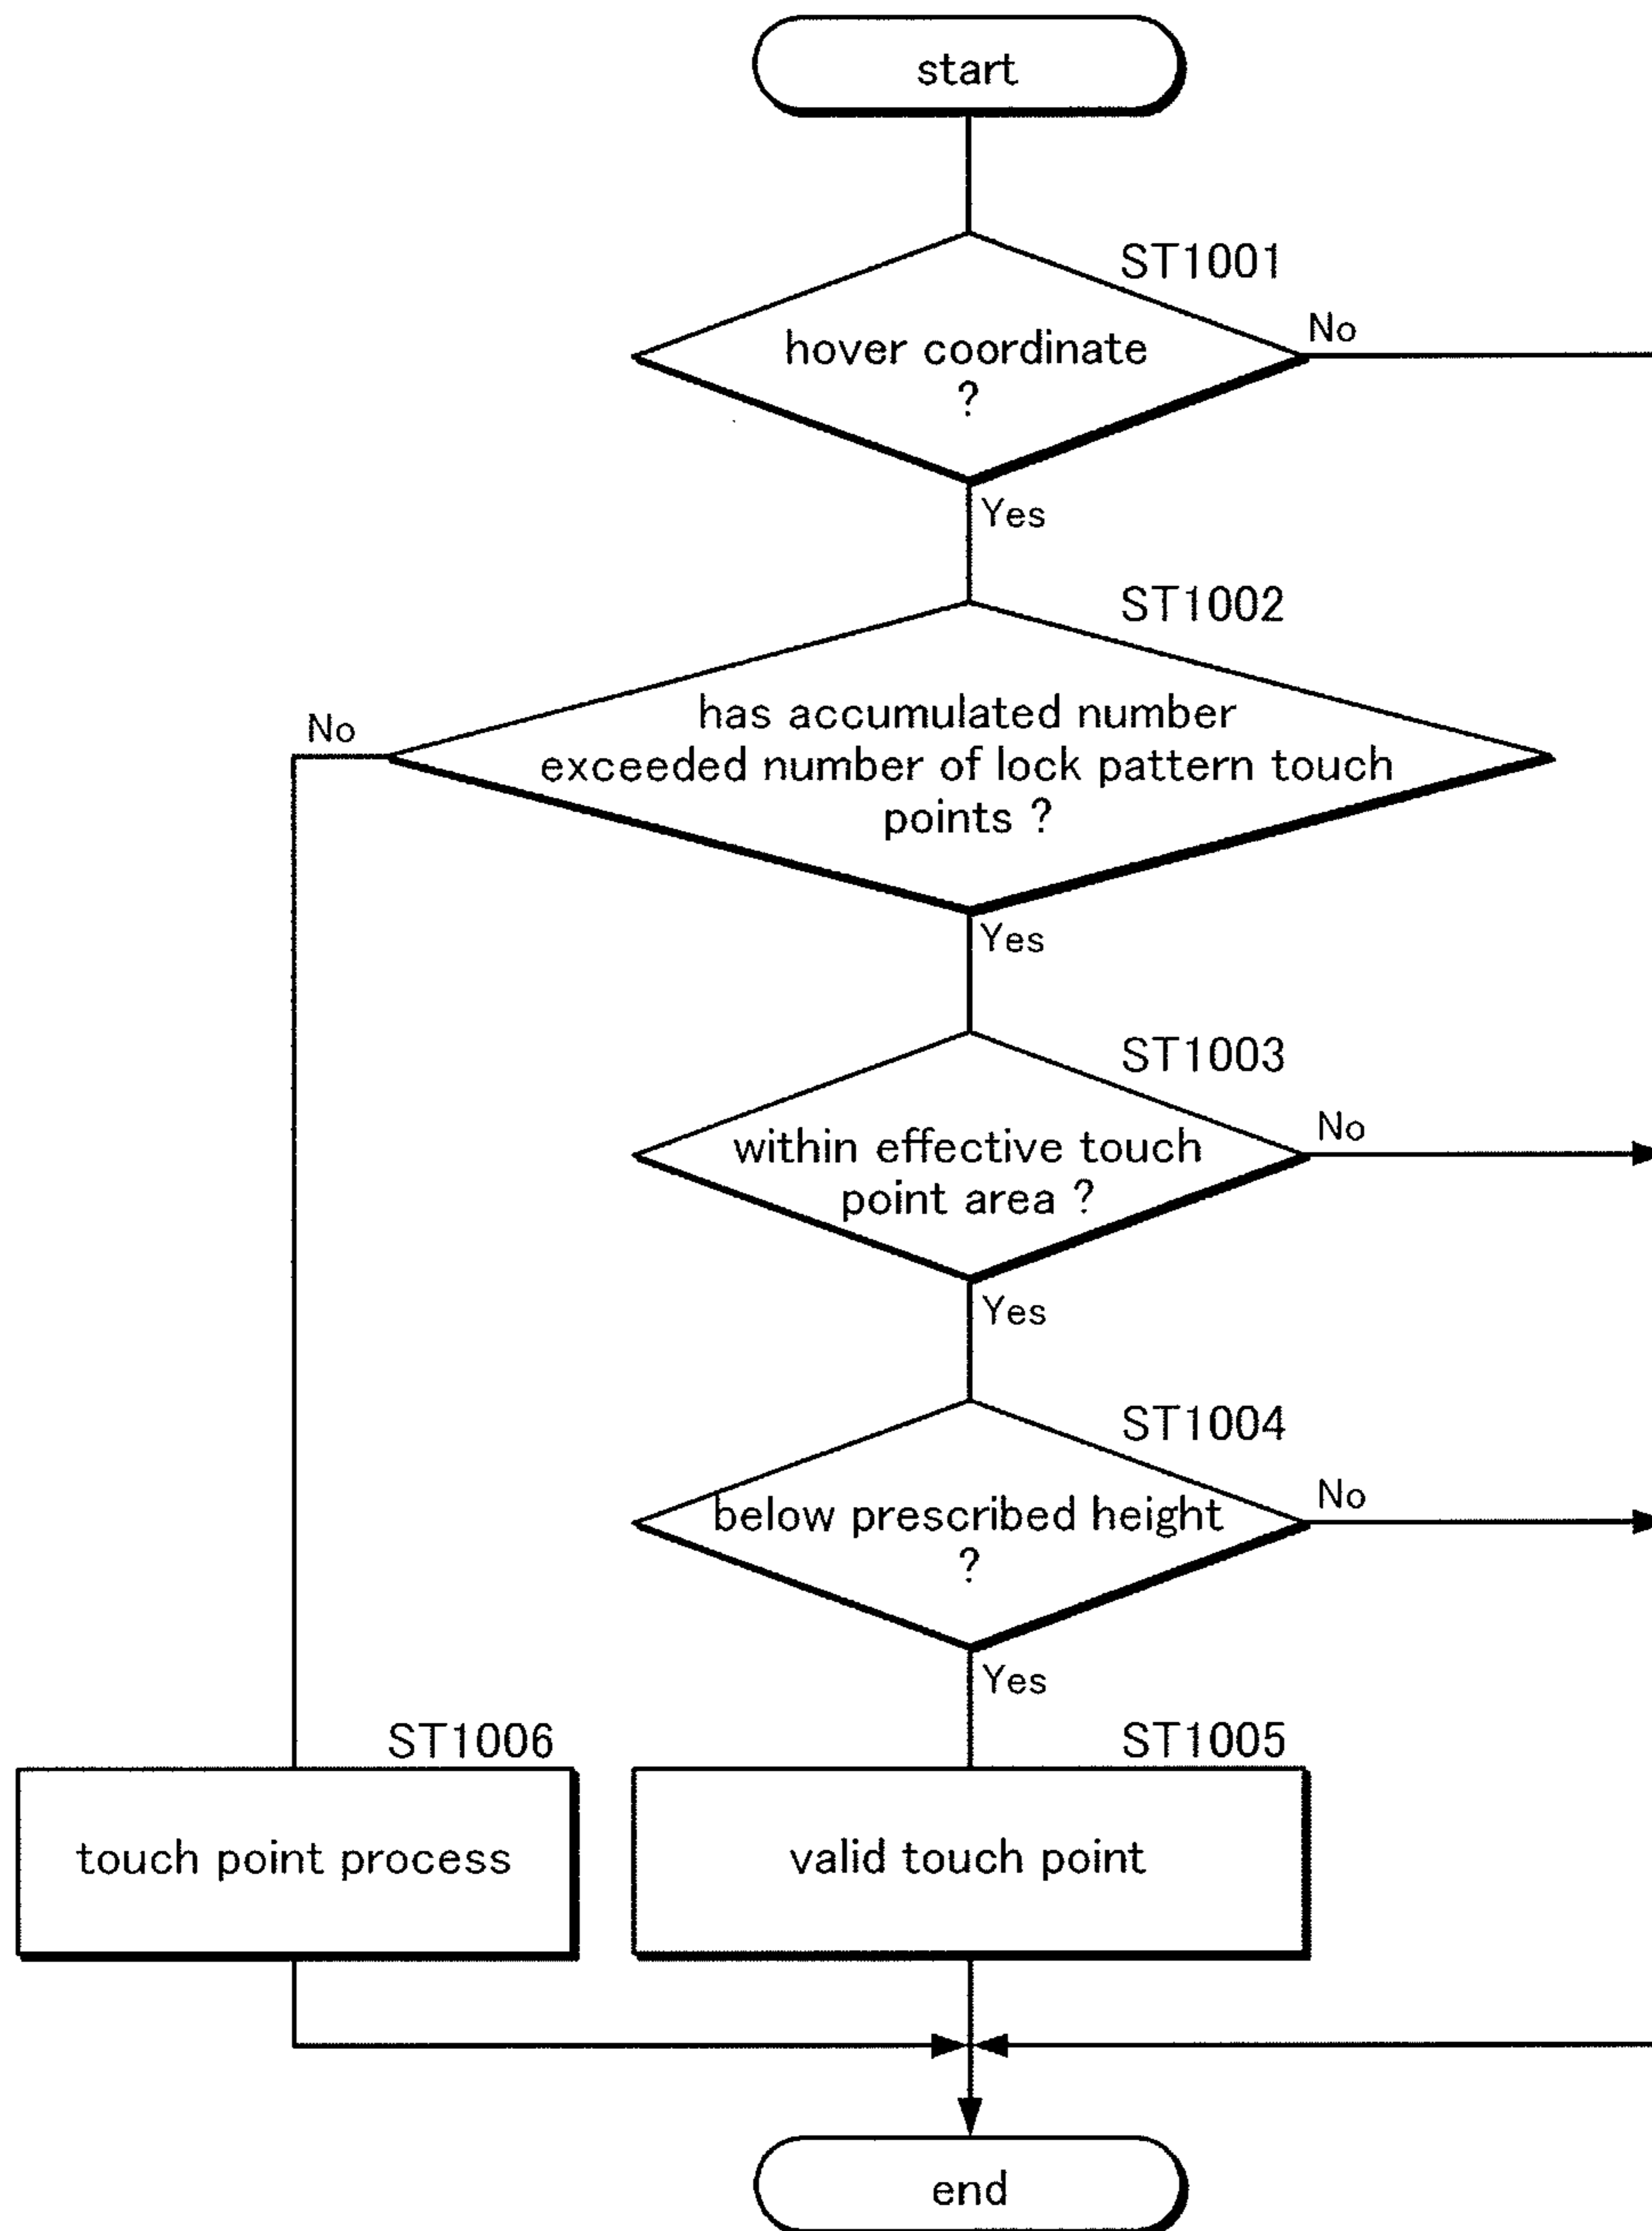 start
ST1001
No
hover coordinate
?
Yes
ST1002
No
has accumulated number
exceeded number of lock pattern touch
points ?
Yes
ST1003
No
within effective touch
point area ?
Yes
ST1004
No
below prescribed height
?
Yes
ST1006
ST1005
touch point process
valid touch point
end